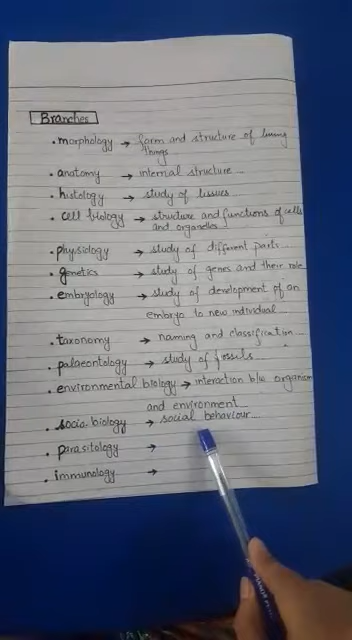 Branches
. morphology → form and structure of living
things
. anatomy → internal structure
. histology → study of tissues
. cell biology → structure and functions of cells
and organelles
. physiology → study of different parts
. genetics → study of genes and their role
. embryology → study of development of an
embryo to new individual
. taxonomy → naming and classification
. palaeontology → study of fossils
. environmental biology → interaction b/w organism
and environment
. socio. biology → social behaviour
. parasitology →
. immunology →